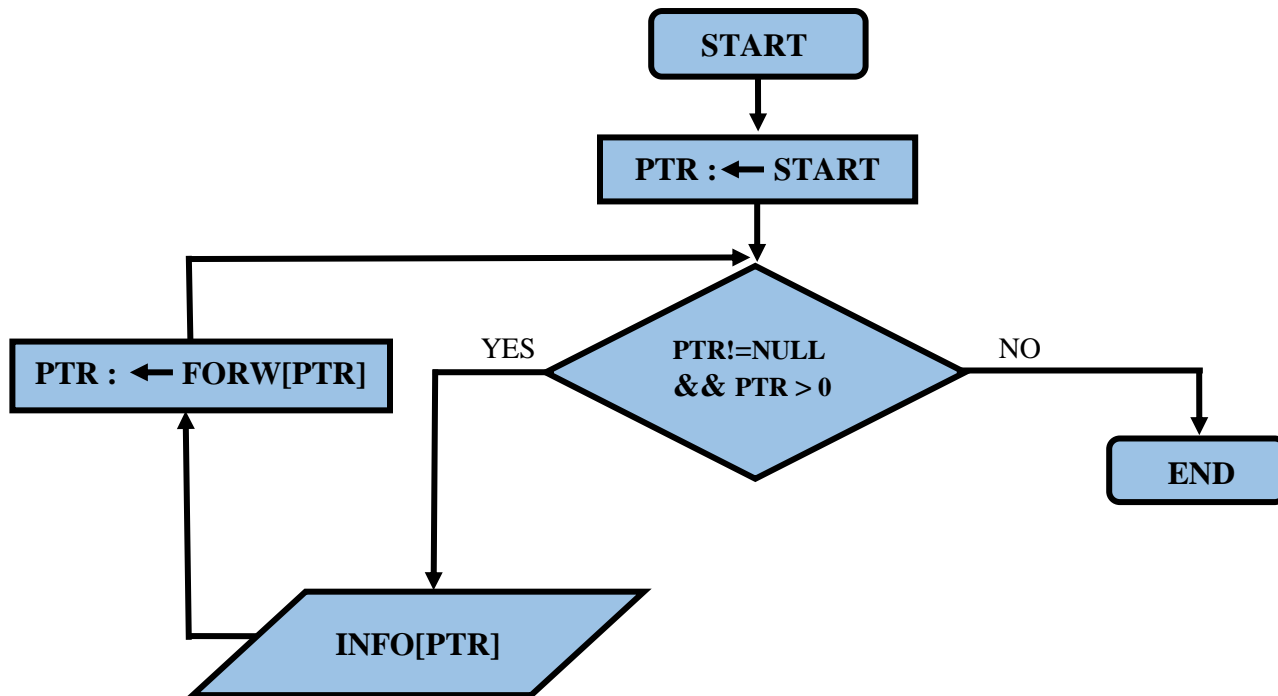 START
PTR :← START
YES
PTR!=NULL
&& PTR > 0
NO
PTR : ← FORW[PTR]
END
INFO[PTR]